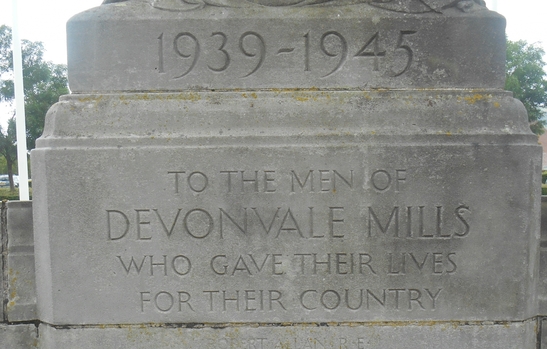 1939-1945
TO THE MEN OF
DEVONVALE MILLS
WHO GAVE THEIR LIVES
FOR THEIR COUNTRY